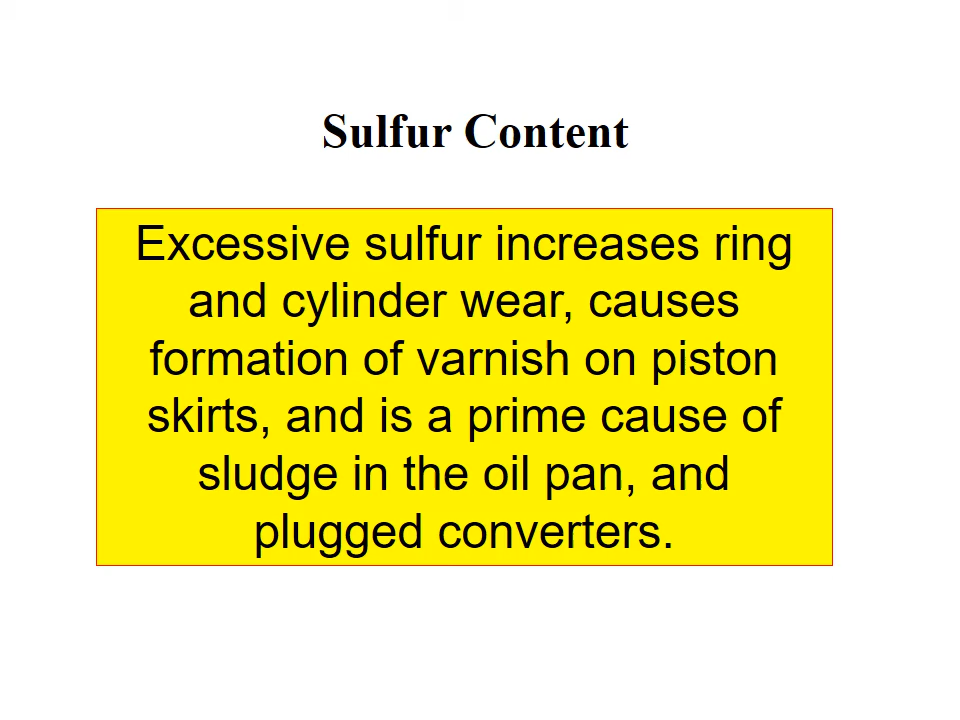 Sulfur Content
Excessive sulfur increases ring
and cylinder wear, causes
formation of varnish on piston
skirts, and is a prime cause of
sludge in the oil pan, and
plugged converters.